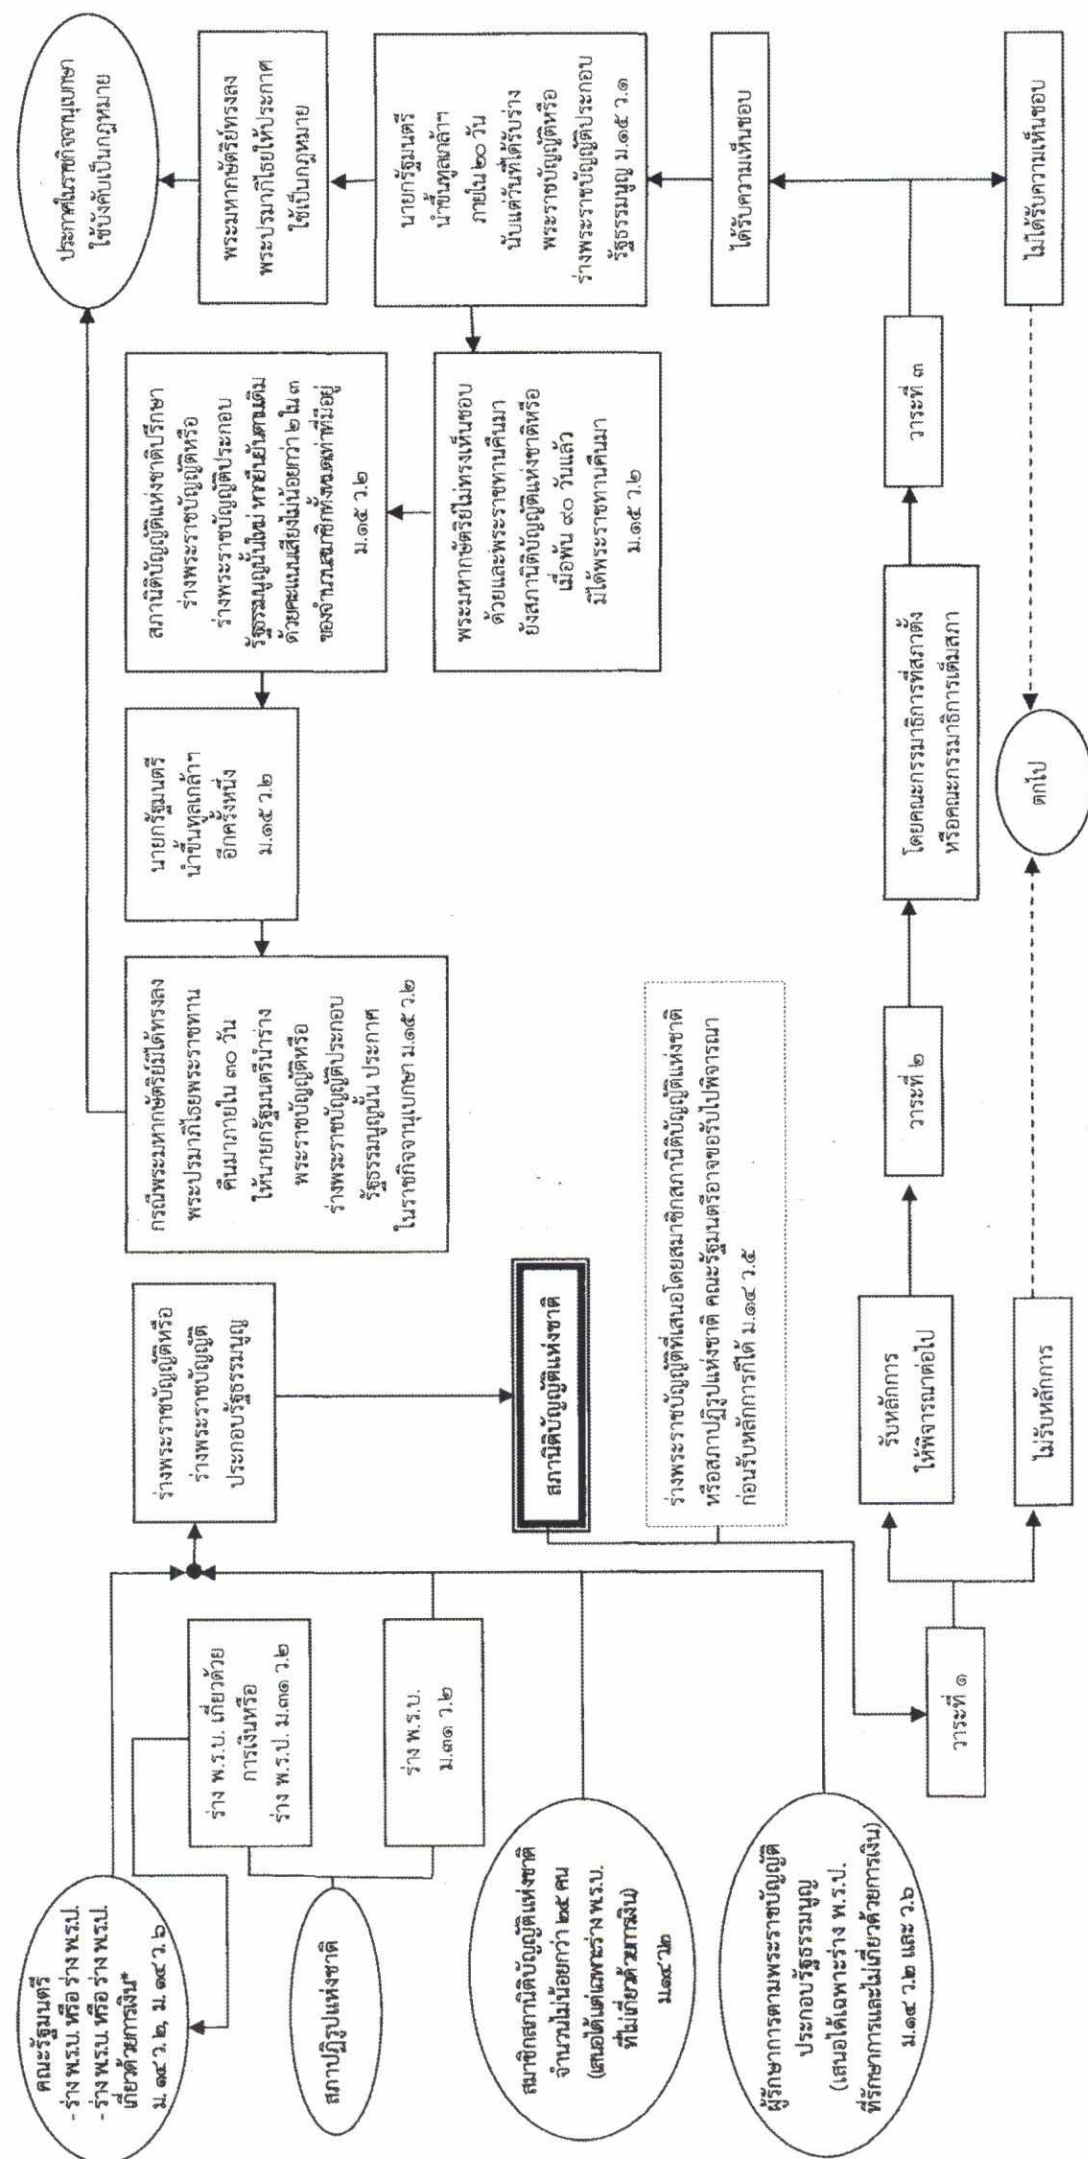 คณะรัฐมนตรี
- ร่าง พ.ร.บ. หรือ ร่าง พ.ร.ป.
- ร่าง พ.ร.บ. หรือ ร่าง พ.ร.ป.
เกี่ยวด้วยการเงิน*
ม. ๑๔ ว. ๒, ม. ๑๔ ว. ๖
สภาปฏิรูปแห่งชาติ
ร่าง พ.ร.บ. เกี่ยวด้วย
การเงินหรือ
ร่าง พ.ร.ป. ม.๓๑ ว.๒
ร่าง พ.ร.บ.
ม.๓๑ ว.๒
สมาชิกสภานิติบัญญัติแห่งชาติ
จำนวนไม่น้อยกว่า ๒๕ คน
(เสนอได้แต่เฉพาะร่าง พ.ร.บ.
ที่ไม่เกี่ยวด้วยการเงิน)
ม.๑๔ ว.๒
ผู้รักษาการตามพระราชบัญญัติ
ประกอบรัฐธรรมนูญ
(เสนอได้เฉพาะร่าง พ.ร.ป.
ที่รักษาการและไม่เกี่ยวด้วยการเงิน)
ม.๑๔ ว.๒ และ ว.๖
ร่างพระราชบัญญัติหรือ
ร่างพระราชบัญญัติ
ประกอบรัฐธรรมนูญ
สภานิติบัญญัติแห่งชาติ
ร่างพระราชบัญญัติที่เสนอโดยสมาชิกสภานิติบัญญัติแห่งชาติ
หรือสภาปฏิรูปแห่งชาติ คณะรัฐมนตรีอาจขอรับไปพิจารณา
ก่อนรับหลักการก็ได้ ม.๑๔ ว.๕
วาระที่ ๑
รับหลักการ
ให้พิจารณาต่อไป
ไม่รับหลักการ
วาระที่ ๒
โดยคณะกรรมาธิการที่สภาตั้ง
หรือคณะกรรมาธิการเต็มสภา
ตกไป
วาระที่ ๓
ได้รับความเห็นชอบ
ไม่ได้รับความเห็นชอบ
นายกรัฐมนตรี
นำขึ้นทูลเกล้าฯ
ภายใน ๒๐ วัน
นับแต่วันที่ได้รับร่าง
พระราชบัญญัติหรือ
ร่างพระราชบัญญัติประกอบ
รัฐธรรมนูญ ม.๑๕ ว.๑
พระมหากษัตริย์ทรงลง
พระปรมาภิไธยให้ประกาศ
ใช้เป็นกฎหมาย
ประกาศในราชกิจจานุเบกษา
ใช้บังคับเป็นกฎหมาย
พระมหากษัตริย์ไม่ทรงเห็นชอบ
ด้วยและพระราชทานคืนมา
ยังสภานิติบัญญัติแห่งชาติหรือ
เมื่อพ้น ๙๐ วันแล้ว
มิได้พระราชทานคืนมา
ม.๑๕ ว.๒
สภานิติบัญญัติแห่งชาติปรึกษา
ร่างพระราชบัญญัติหรือ
ร่างพระราชบัญญัติประกอบ
รัฐธรรมนูญนั้นใหม่ หากยืนยันตามเดิม
ด้วยคะแนนเสียงไม่น้อยกว่า ๒ ใน ๓
ของจำนวนสมาชิกทั้งหมดเท่าที่มีอยู่
ม.๑๕ ว.๒
นายกรัฐมนตรี
นำขึ้นทูลเกล้าฯ
อีกครั้งหนึ่ง
ม.๑๕ ว.๒
กรณีพระมหากษัตริย์มิได้ทรงลง
พระปรมาภิไธยพระราชทาน
คืนมาภายใน ๓๐ วัน
ให้นายกรัฐมนตรีนำร่าง
พระราชบัญญัติหรือ
ร่างพระราชบัญญัติประกอบ
รัฐธรรมนูญนั้น ประกาศ
ในราชกิจจานุเบกษา ม.๑๕ ว.๒